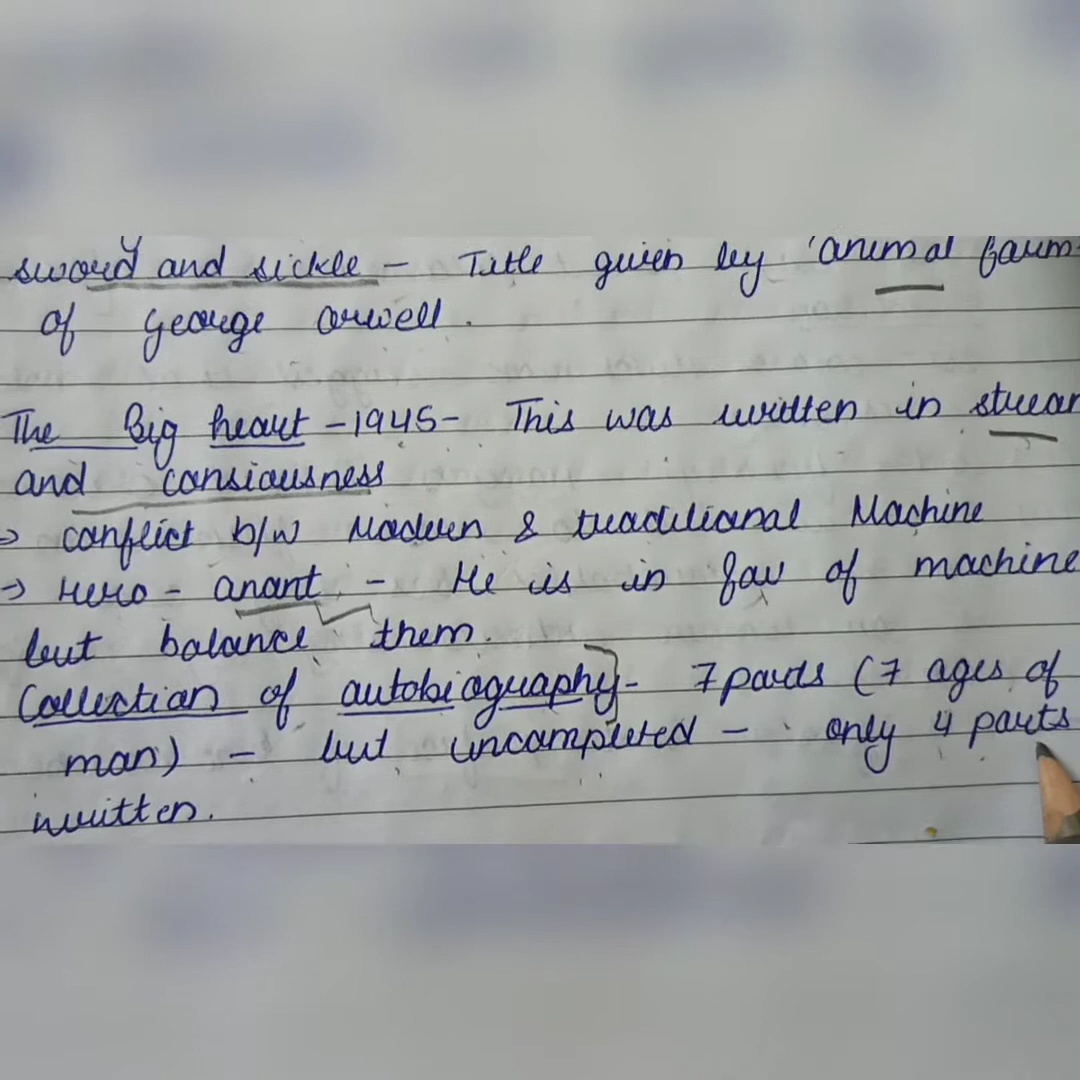 sword and sickle - Title given by 'animal farm
of george orwell.
The Big heart - 1945 - This was written in strear
and consiousness
→ conflict b/w Modern & traditional Machine
→ Hero - anant - He is in fav of machine
but balance them.
Collection of autobiography - 7 parts (7 ages of
man) - but uncompleted - only 4 parts
written.